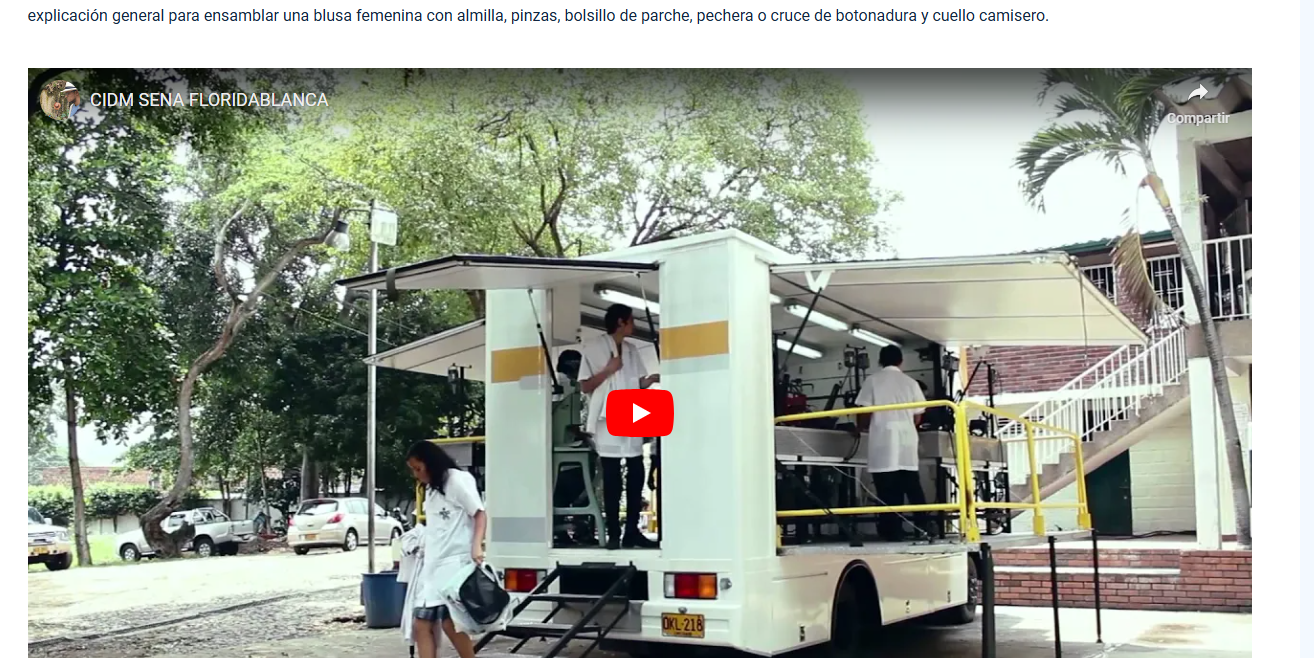 explicación general para ensamblar una blusa femenina con almilla, pinzas, bolsillo de parche, pechera o cruce de botonadura y cuello camisero.
CIDM SENA FLORIDABLANCA
Compartir
OKL-218